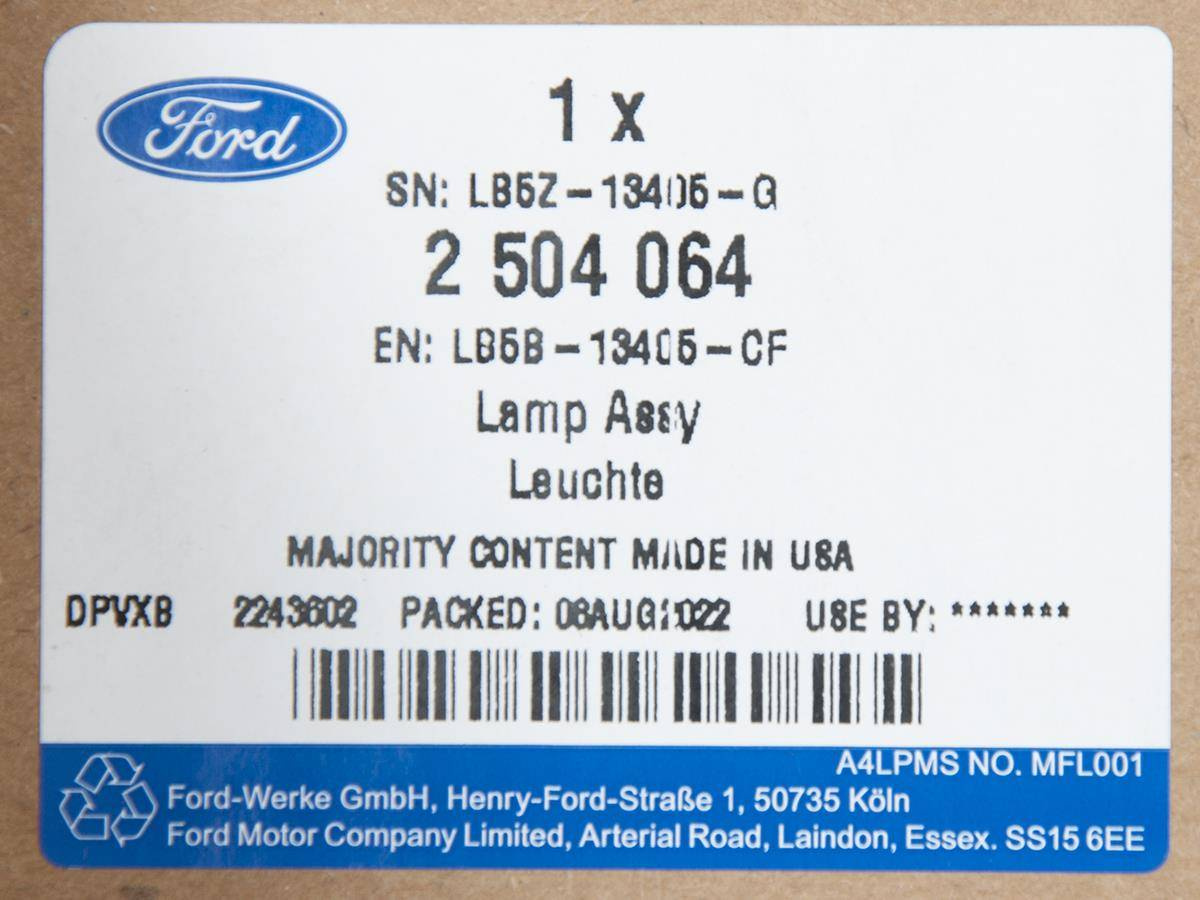 Ford
1 x
SN: LB5Z-13405-G
2 504 064
EN: LB5B-13405-CF
Lamp Assy
Leuchte
MAJORITY CONTENT MADE IN USA
DPVXB 2243602 PACKED: 08AUG2022 USE BY: *******
A4LPMS NO. MFL001
Ford-Werke GmbH, Henry-Ford-Straße 1, 50735 Köln
Ford Motor Company Limited, Arterial Road, Laindon, Essex. SS15 6EE